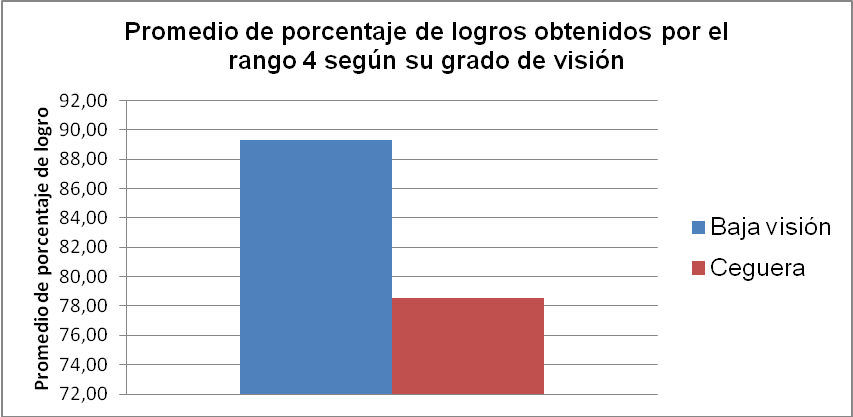 Promedio de porcentaje de logros obtenidos por el
rango 4 según su grado de visión
Promedio de porcentaje de logro
92,00
90,00
88,00
86,00
84,00
82,00
80,00
78,00
76,00
74,00
72,00
Baja visión
Ceguera